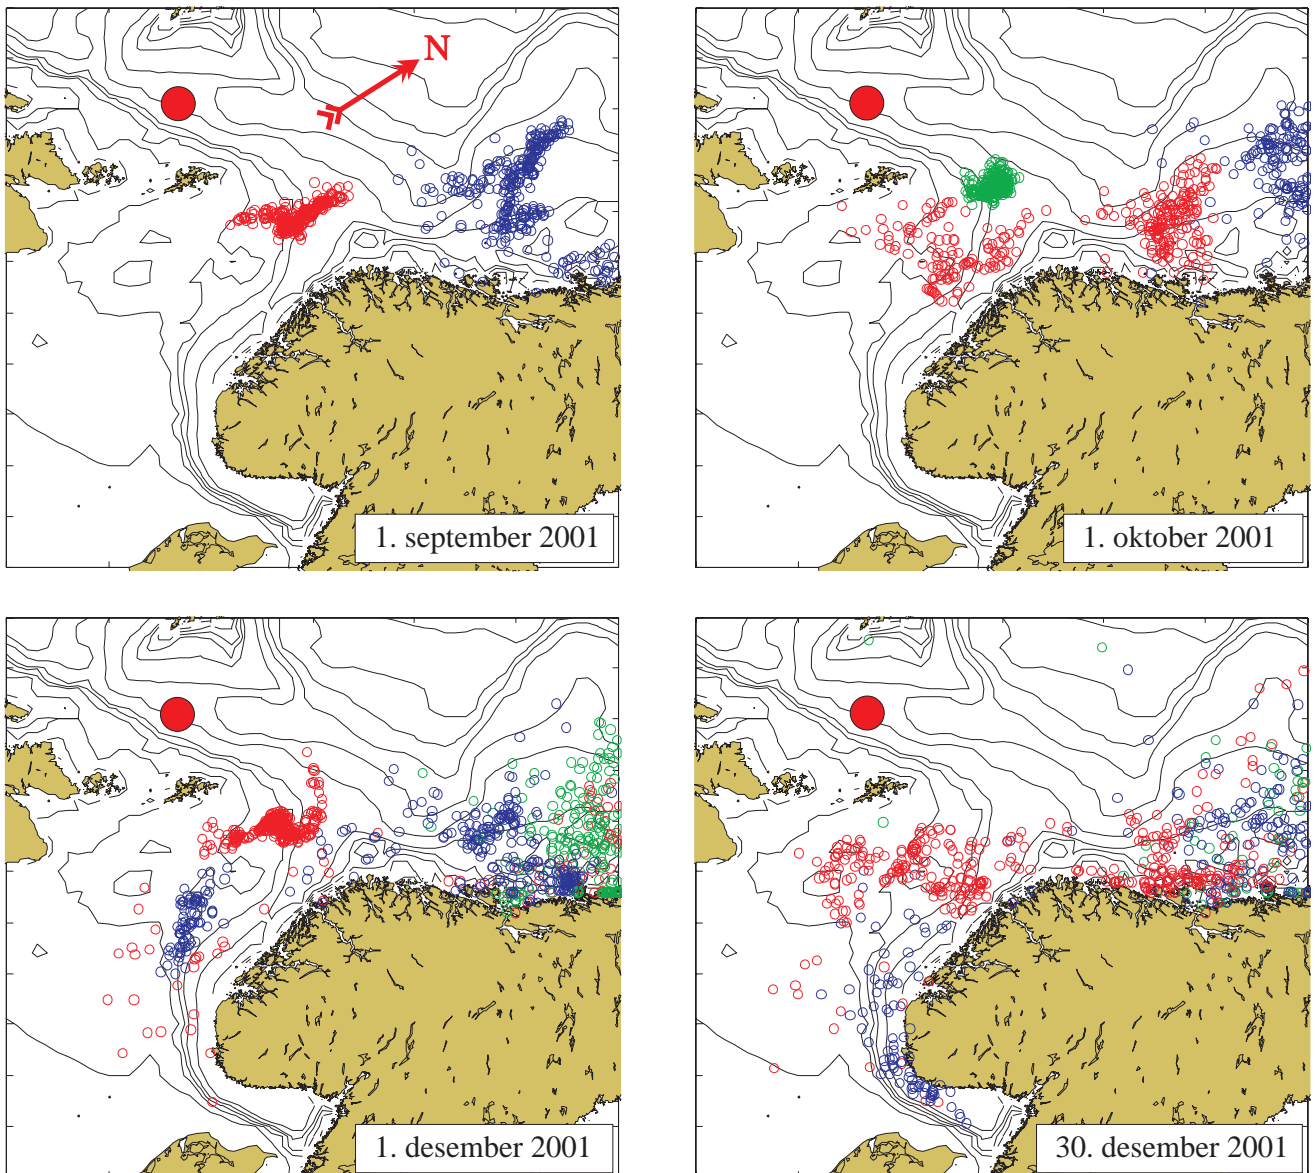 N
1. september 2001
1. oktober 2001
1. desember 2001
30. desember 2001